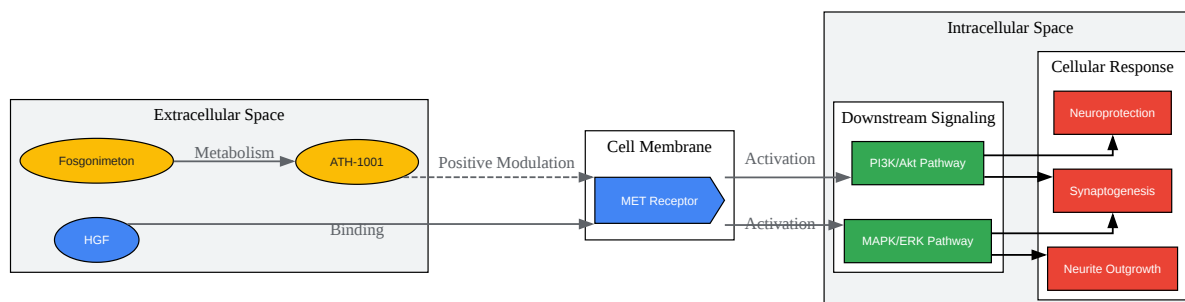 Intracellular Space
Cellular Response
Neuroprotection
Extracellular Space
Downstream Signaling
Fosgonimeton
Metabolism
ATH-1001
Positive Modulation
Cell Membrane
Activation
PI3K/Akt Pathway
Synaptogenesis
MET Receptor
HGF
Binding
Activation
MAPK/ERK Pathway
Neurite Outgrowth